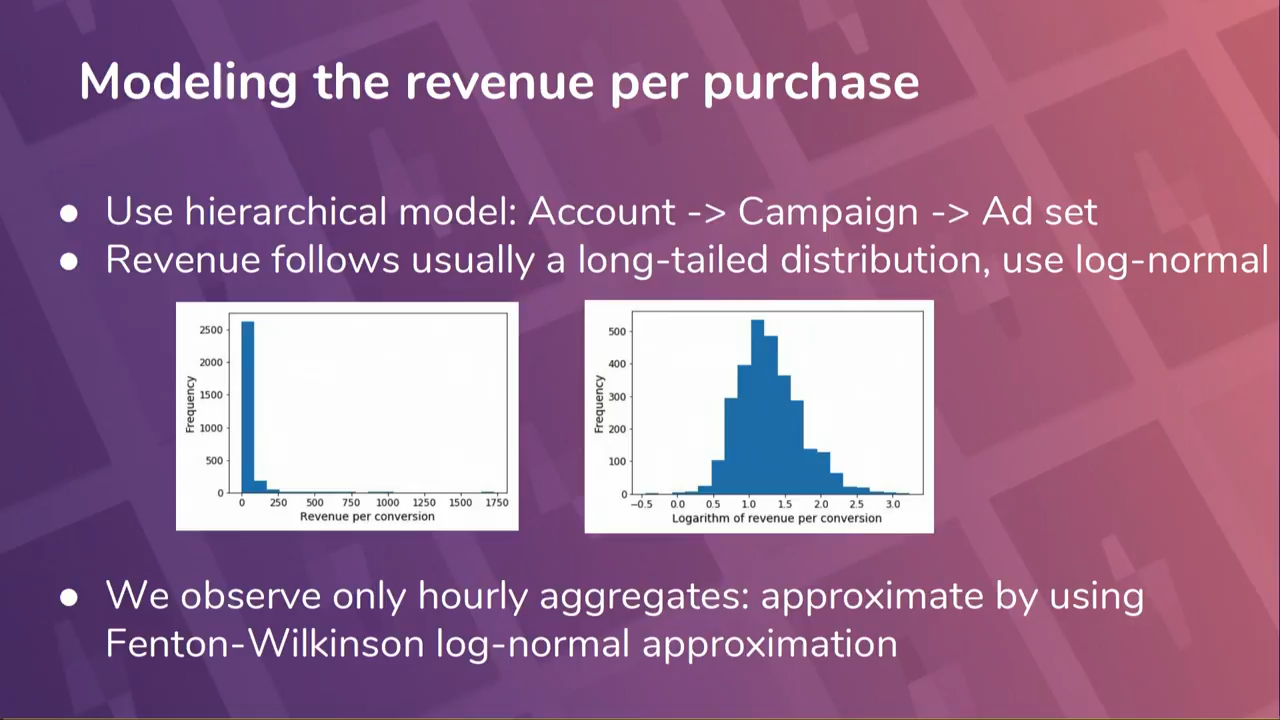 Modeling the revenue per purchase
● Use hierarchical model: Account -> Campaign -> Ad set
● Revenue follows usually a long-tailed distribution, use log-normal
2500
2000
1500
1000
500
0
Frequency
0 250 500 750 1000 1250 1500 1750
Revenue per conversion
500
400
300
200
100
0
Frequency
−0.5 0.0 0.5 1.0 1.5 2.0 2.5 3.0
Logarithm of revenue per conversion
● We observe only hourly aggregates: approximate by using
Fenton-Wilkinson log-normal approximation